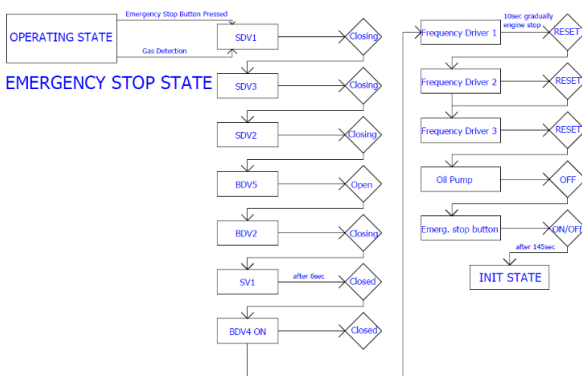 Emergency Stop Button Pressed
OPERATING STATE
Gas Detection
EMERGENCY STOP STATE
SDV1
Closing
SDV3
Closing
SDV2
Closing
BDV5
Open
BDV2
Closing
SV1
after 6sec
Closed
BDV4 ON
Closed
Frequency Driver 1
10sec gradually
engine stop
RESET
Frequency Driver 2
RESET
Frequency Driver 3
RESET
Oil Pump
OFF
Emerg. stop button
ON/OFF
after 145sec
INIT STATE